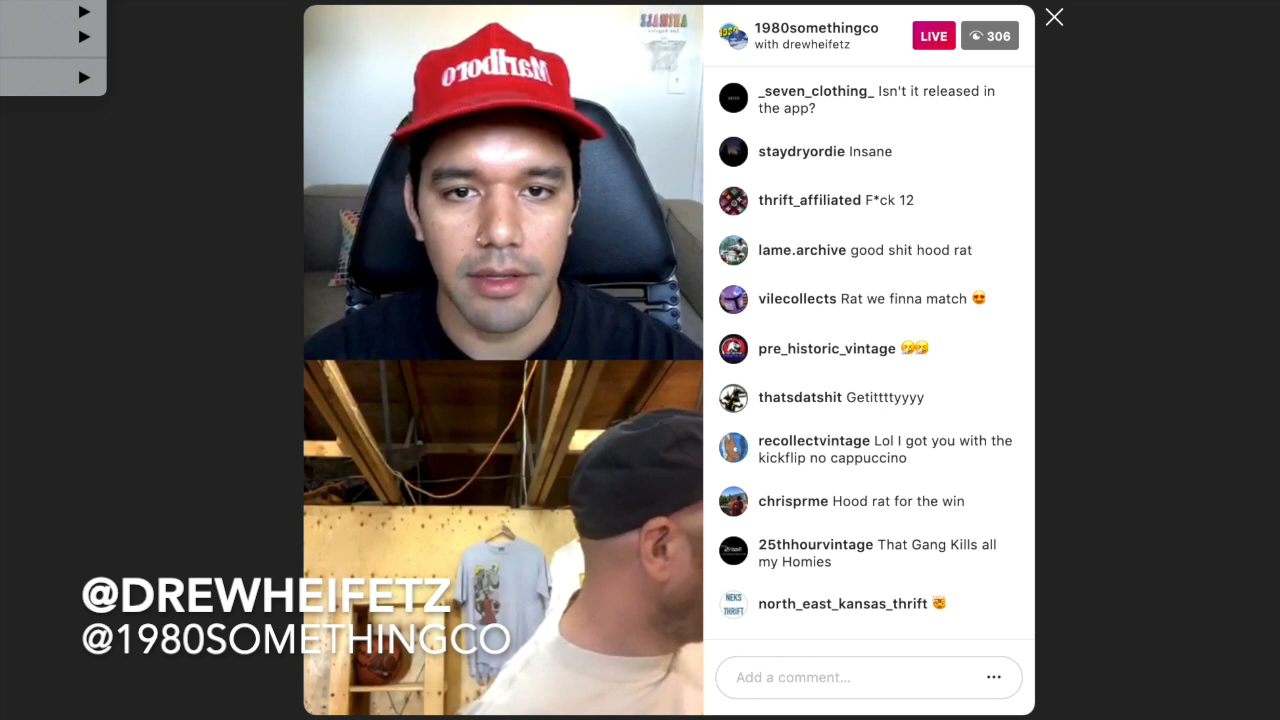 ANIMALS
Marlboro
1980somethingco
with drewheifetz
LIVE
306
_seven_clothing_ Isn't it released in
the app?
staydryordie Insane
thrift_affiliated F*ck 12
lame.archive good shit hood rat
vilecollects Rat we finna match 😍
pre_historic_vintage 🤧🤧
thatsdatshit Getittttyyyy
recollectvintage Lol I got you with the
kickflip no cappuccino
chrisprme Hood rat for the win
25thhourvintage That Gang Kills all
my Homies
NEKS
THRIFT
north_east_kansas_thrift 🤯
Add a comment...
@DREWHEIFETZ
@1980SOMETHINGCO